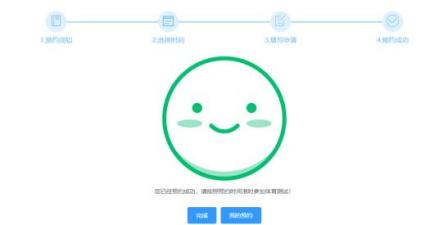 1.预约须知
2.选择时间
3.填写申请
4.预约成功
您已经预约成功，请按照预约的时间准时参加体育测试！
完成
我的预约